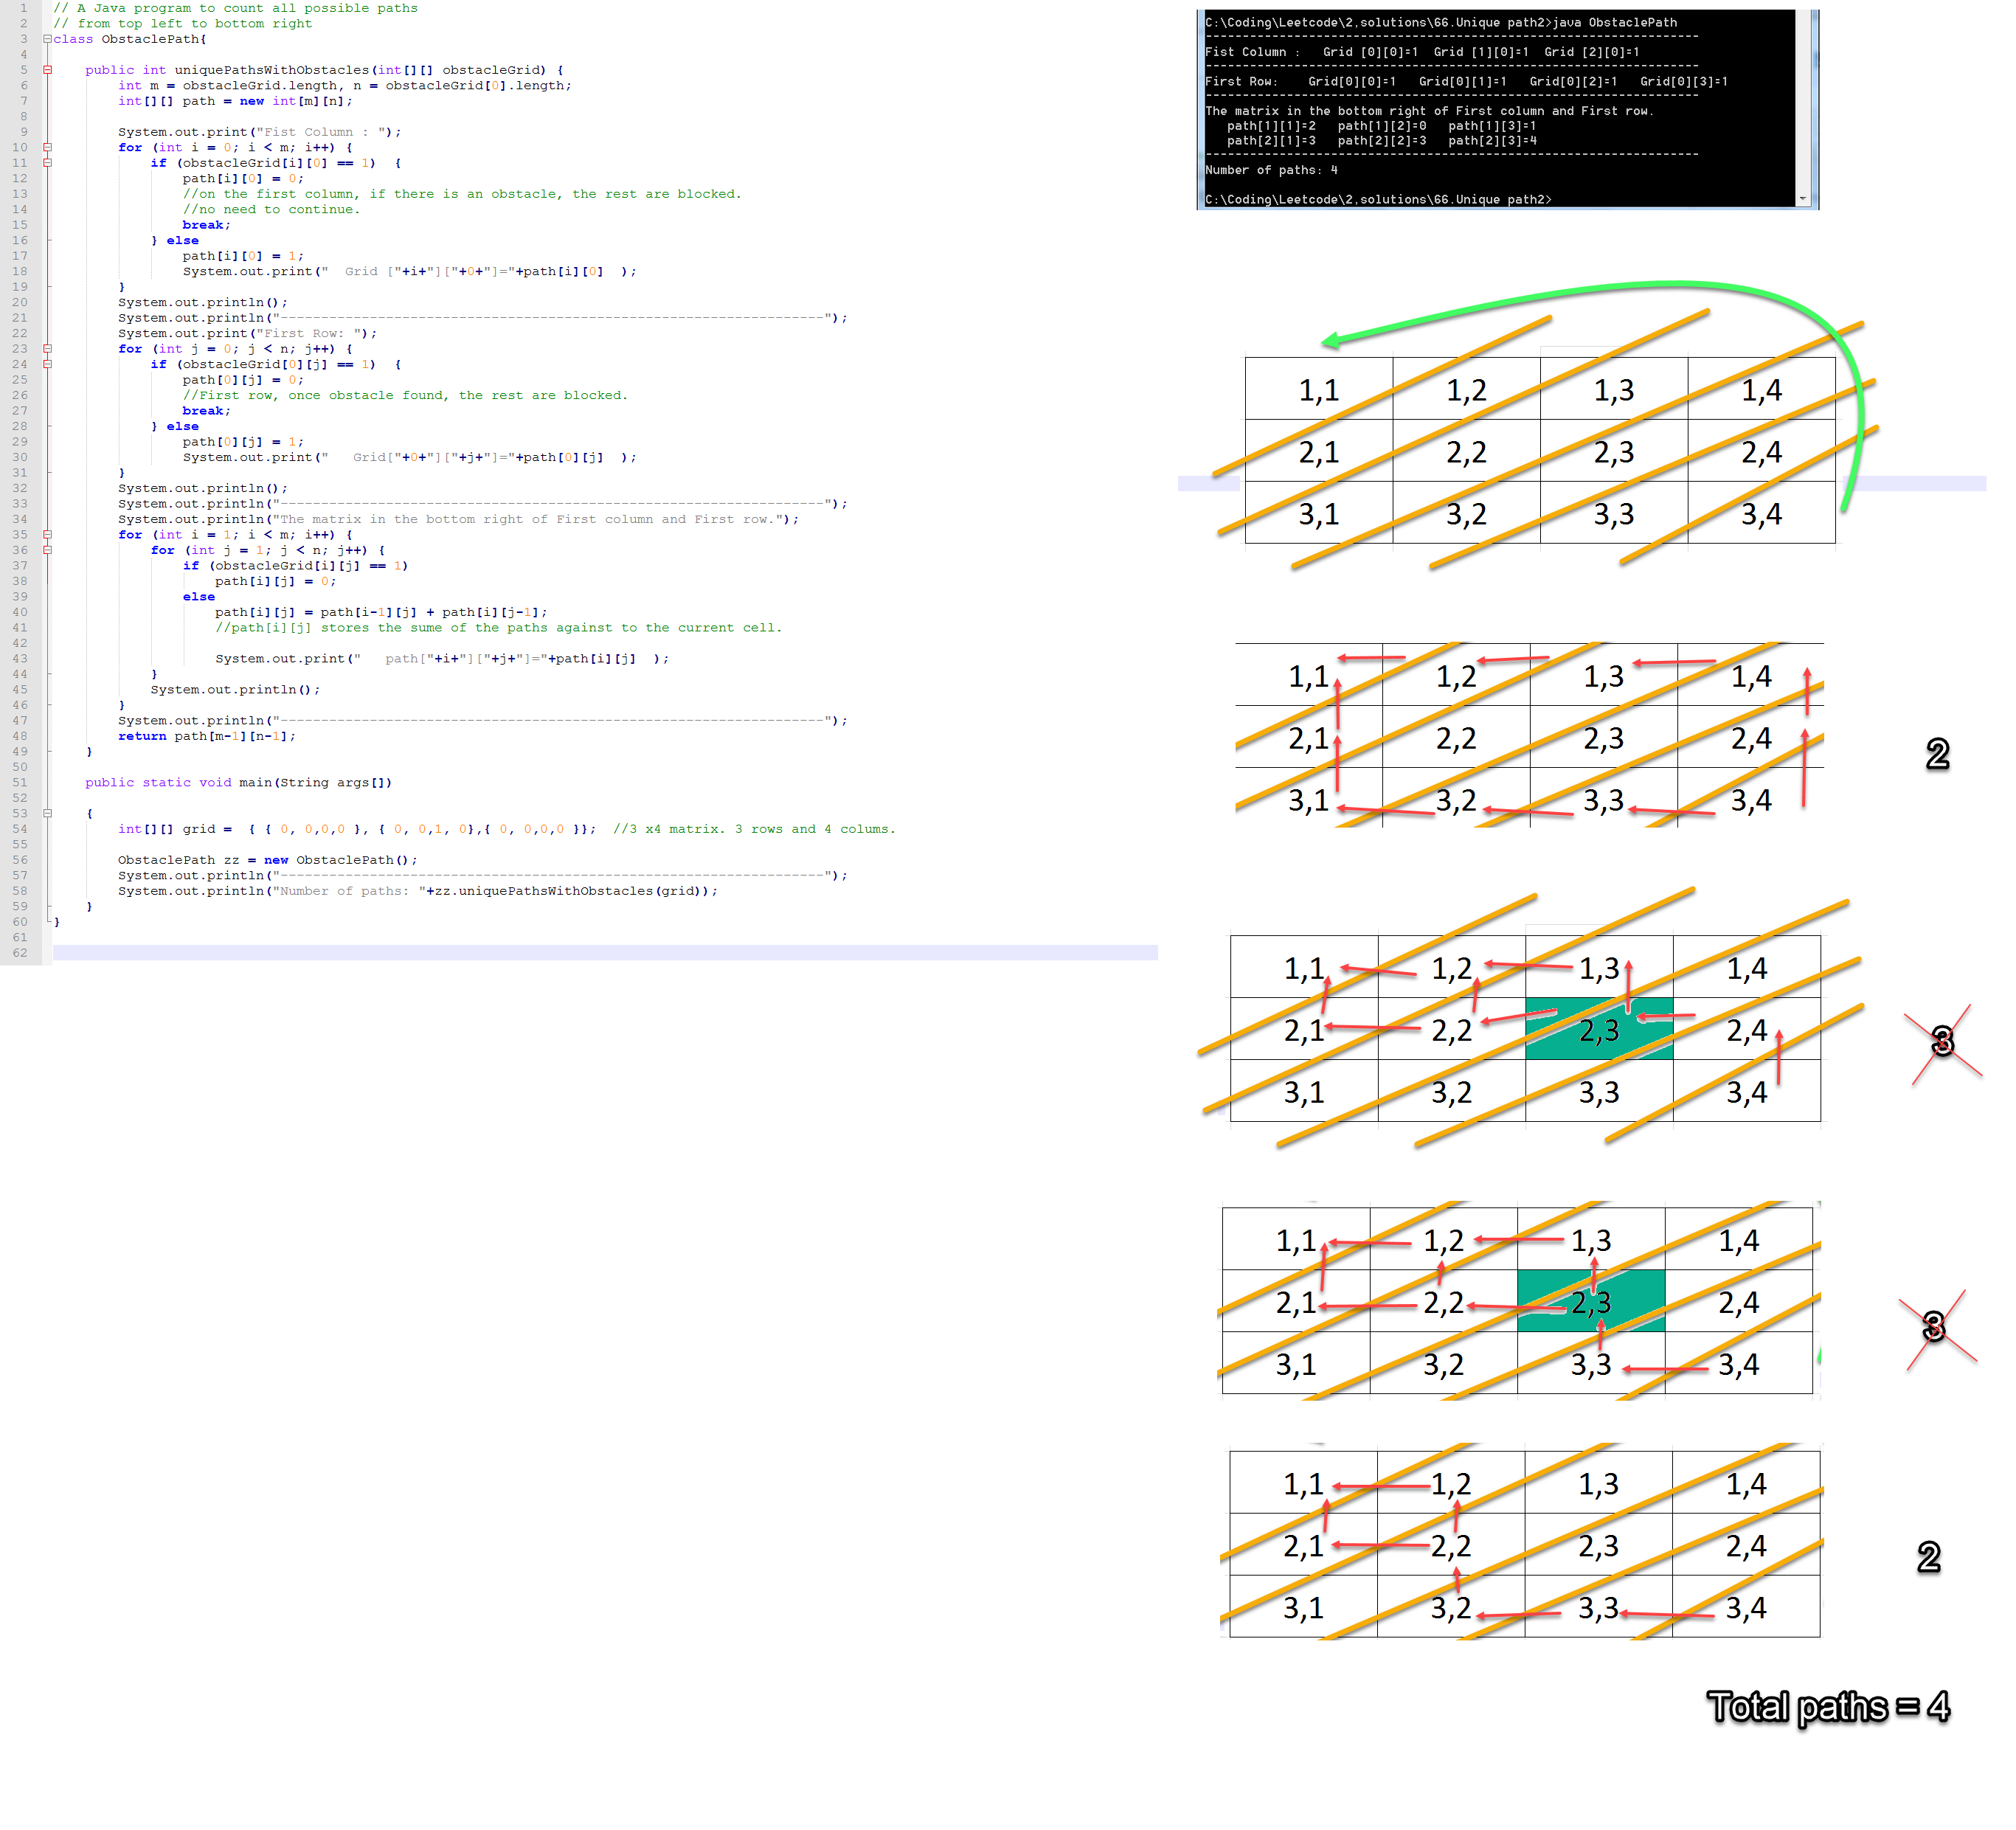 1 // A Java program to count all possible paths
2 // from top left to bottom right
3 class ObstaclePath{
4
5 public int uniquePathsWithObstacles(int[][] obstacleGrid) {
6 int m = obstacleGrid.length, n = obstacleGrid[0].length;
7 int[][] path = new int[m][n];
8
9 System.out.print("Fist Column : ");
10 for (int i = 0; i < m; i++) {
11 if (obstacleGrid[i][0] == 1)  {
12 path[i][0] = 0;
13 //on the first column, if there is an obstacle, the rest are blocked.
14 //no need to continue.
15 break;
16 } else
17 path[i][0] = 1;
18 System.out.print("  Grid ["+i+"]["+0+"]="+path[i][0]  );
19 }
20 System.out.println();
21 System.out.println("-------------------------------------------------------------------");
22 System.out.print("First Row: ");
23 for (int j = 0; j < n; j++) {
24 if (obstacleGrid[0][j] == 1)  {
25 path[0][j] = 0;
26 //First row, once obstacle found, the rest are blocked.
27 break;
28 } else
29 path[0][j] = 1;
30 System.out.print("   Grid["+0+"]["+j+"]="+path[0][j]  );
31 }
32 System.out.println();
33 System.out.println("-------------------------------------------------------------------");
34 System.out.println("The matrix in the bottom right of First column and First row.");
35 for (int i = 1; i < m; i++) {
36 for (int j = 1; j < n; j++) {
37 if (obstacleGrid[i][j] == 1)
38 path[i][j] = 0;
39 else
40 path[i][j] = path[i-1][j] + path[i][j-1];
41 //path[i][j] stores the sume of the paths against to the current cell.
42
43 System.out.print("   path["+i+"]["+j+"]="+path[i][j]  );
44 }
45 System.out.println();
46 }
47 System.out.println("-------------------------------------------------------------------");
48 return path[m-1][n-1];
49 }
50
51 public static void main(String args[])
52
53 {
54 int[][] grid =  { { 0, 0,0,0 }, { 0, 0,1, 0},{ 0, 0,0,0 }};  //3 x4 matrix. 3 rows and 4 colums.
55
56 ObstaclePath zz = new ObstaclePath();
57 System.out.println("-------------------------------------------------------------------");
58 System.out.println("Number of paths: "+zz.uniquePathsWithObstacles(grid));
59 }
60 }
61
62
C:\Coding\Leetcode\2,solutions\66.Unique path2>java ObstaclePath
-------------------------------------------------------------------
Fist Column :   Grid [0][0]=1  Grid [1][0]=1  Grid [2][0]=1
-------------------------------------------------------------------
First Row:    Grid[0][0]=1   Grid[0][1]=1   Grid[0][2]=1   Grid[0][3]=1
-------------------------------------------------------------------
The matrix in the bottom right of First column and First row.
path[1][1]=2   path[1][2]=0   path[1][3]=1
path[2][1]=3   path[2][2]=3   path[2][3]=4
-------------------------------------------------------------------
Number of paths: 4
C:\Coding\Leetcode\2,solutions\66.Unique path2>
1,1 1,2 1,3 1,4
2,1 2,2 2,3 2,4
3,1 3,2 3,3 3,4
1,1 1,2 1,3 1,4
2,1 2,2 2,3 2,4
2
3,1 3,2 3,3 3,4
1,1 1,2 1,3 1,4
2,1 2,2 2,3 2,4
3
3,1 3,2 3,3 3,4
1,1 1,2 1,3 1,4
2,1 2,2 2,3 2,4
3
3,1 3,2 3,3 3,4
1,1 1,2 1,3 1,4
2,1 2,2 2,3 2,4
2
3,1 3,2 3,3 3,4
Total paths = 4